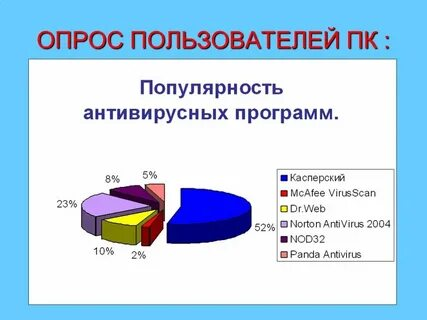 ОПРОС ПОЛЬЗОВАТЕЛЕЙ ПК :
Популярность
антивирусных программ.
5%
8%
23%
52%
10%
2%
Касперский
McAfee VirusScan
Dr.Web
Norton AntiVirus 2004
NOD32
Panda Antivirus